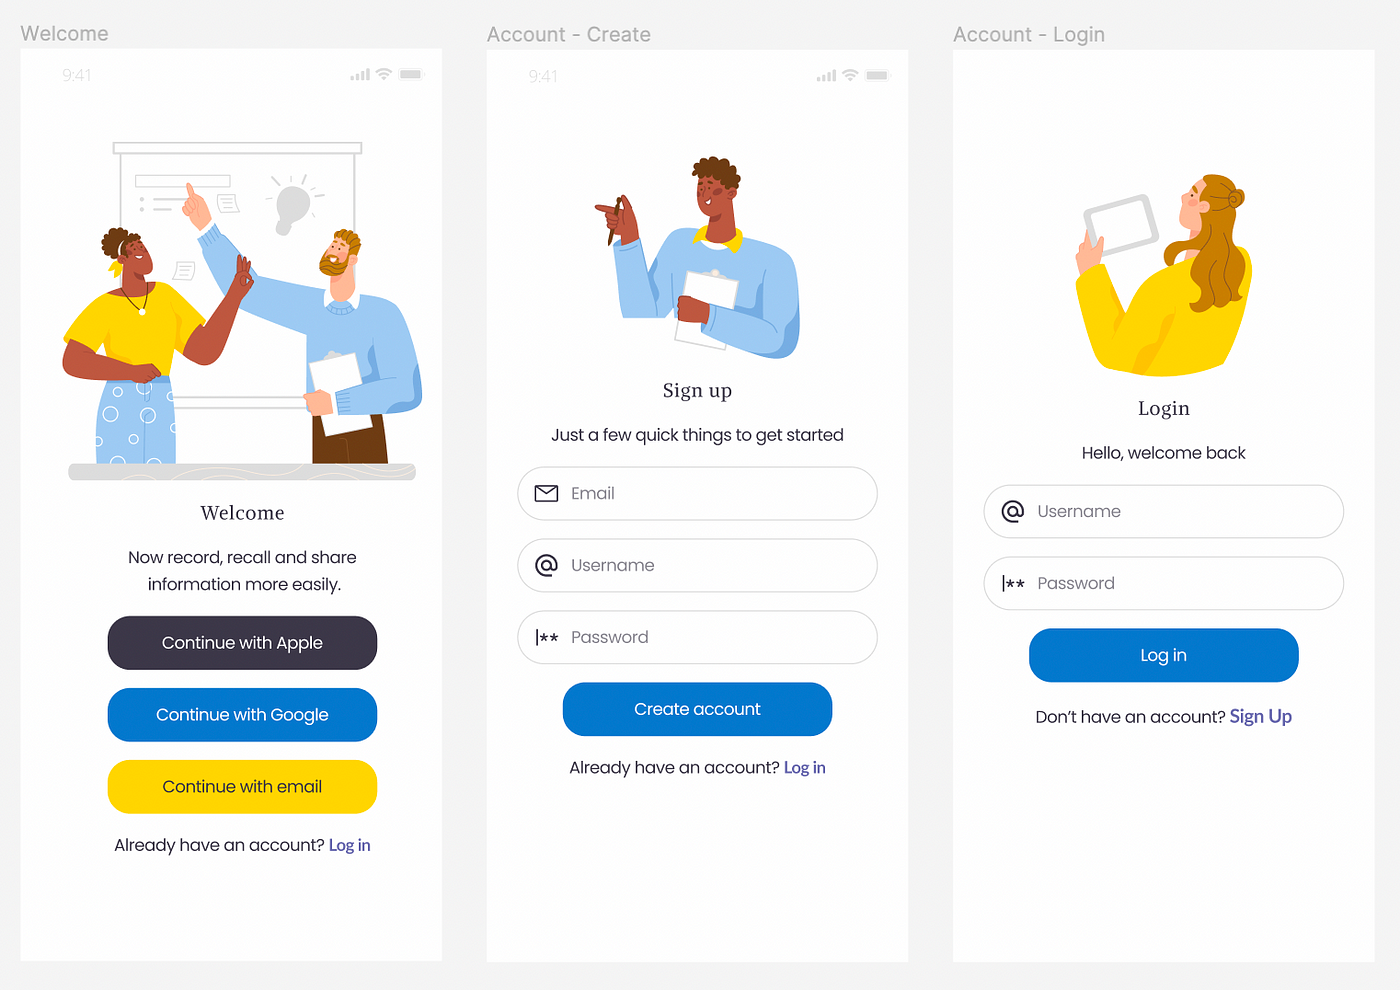 Welcome
9:41
Welcome
Now record, recall and share
information more easily.
Continue with Apple
Continue with Google
Continue with email
Already have an account? Log in
Account - Create
9:41
Sign up
Just a few quick things to get started
Email
Username
|** Password
Create account
Already have an account? Log in
Account - Login
Login
Hello, welcome back
Username
|** Password
Log in
Don't have an account? Sign Up